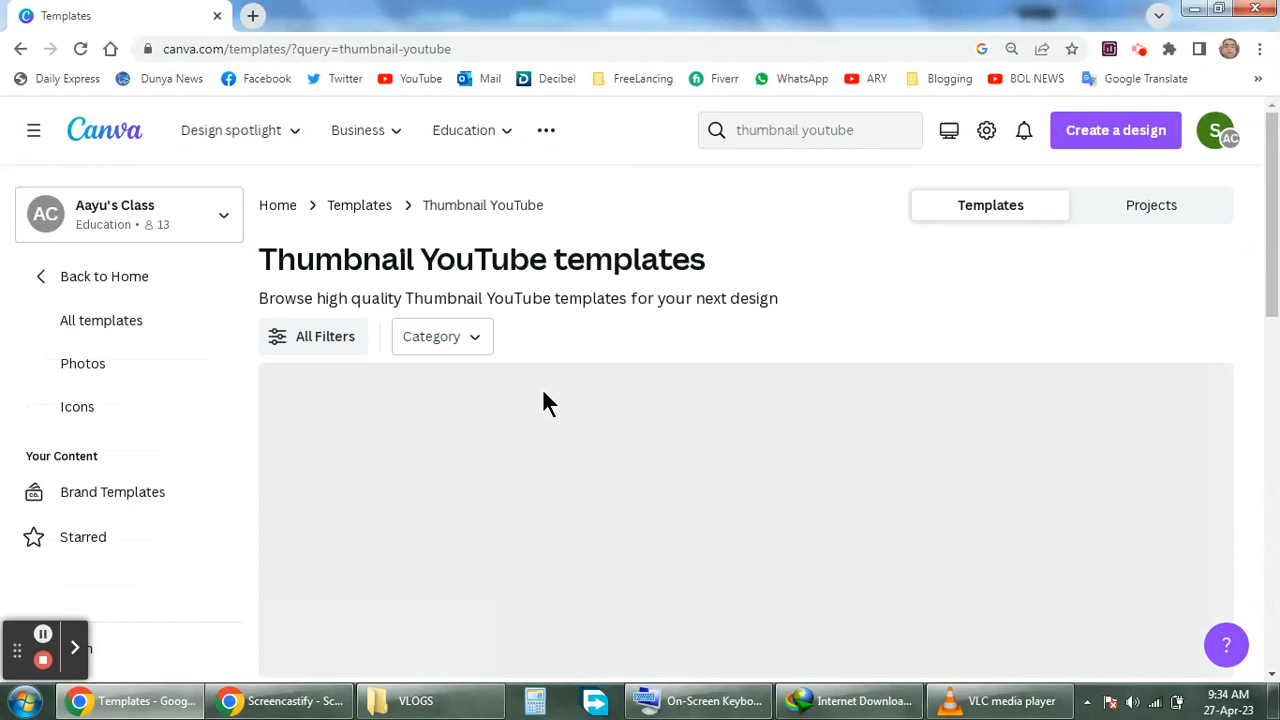 Templates
canva.com/templates/?query=thumbnail-youtube
Daily Express Dunya News Facebook Twitter YouTube Mail Decibel FreeLancing Fiverr WhatsApp ARY Blogging BOL NEWS Google Translate »
Canva Design spotlight Business Education ••• thumbnail youtube Create a design S AC
AC Aayu's Class
Education • 13
Home > Templates > Thumbnail YouTube Templates Projects
Thumbnail YouTube templates
Back to Home
Browse high quality Thumbnail YouTube templates for your next design
All templates
All Filters Category
Photos
Icons
Your Content
Brand Templates
Starred
?
Templates - Goog... Screencastify - Sc... VLOGS On-Screen Keybo... Internet Downloa... VLC media player
9:34 AM
27-Apr-23